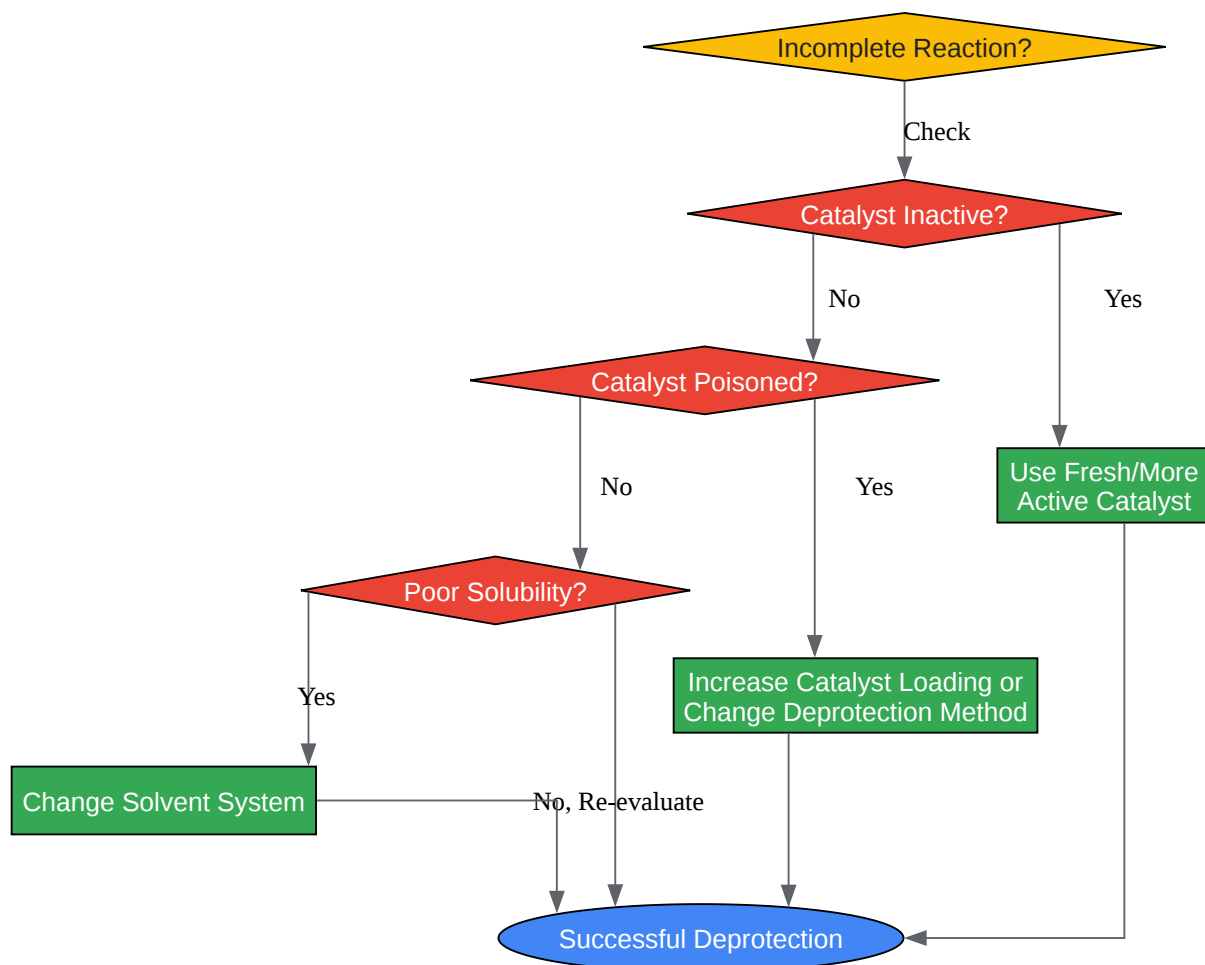 Incomplete Reaction?
Check
Catalyst Inactive?
No
Yes
Catalyst Poisoned?
Use Fresh/More
Active Catalyst
No
Yes
Poor Solubility?
Increase Catalyst Loading or
Change Deprotection Method
Yes
Change Solvent System
No, Re-evaluate
Successful Deprotection